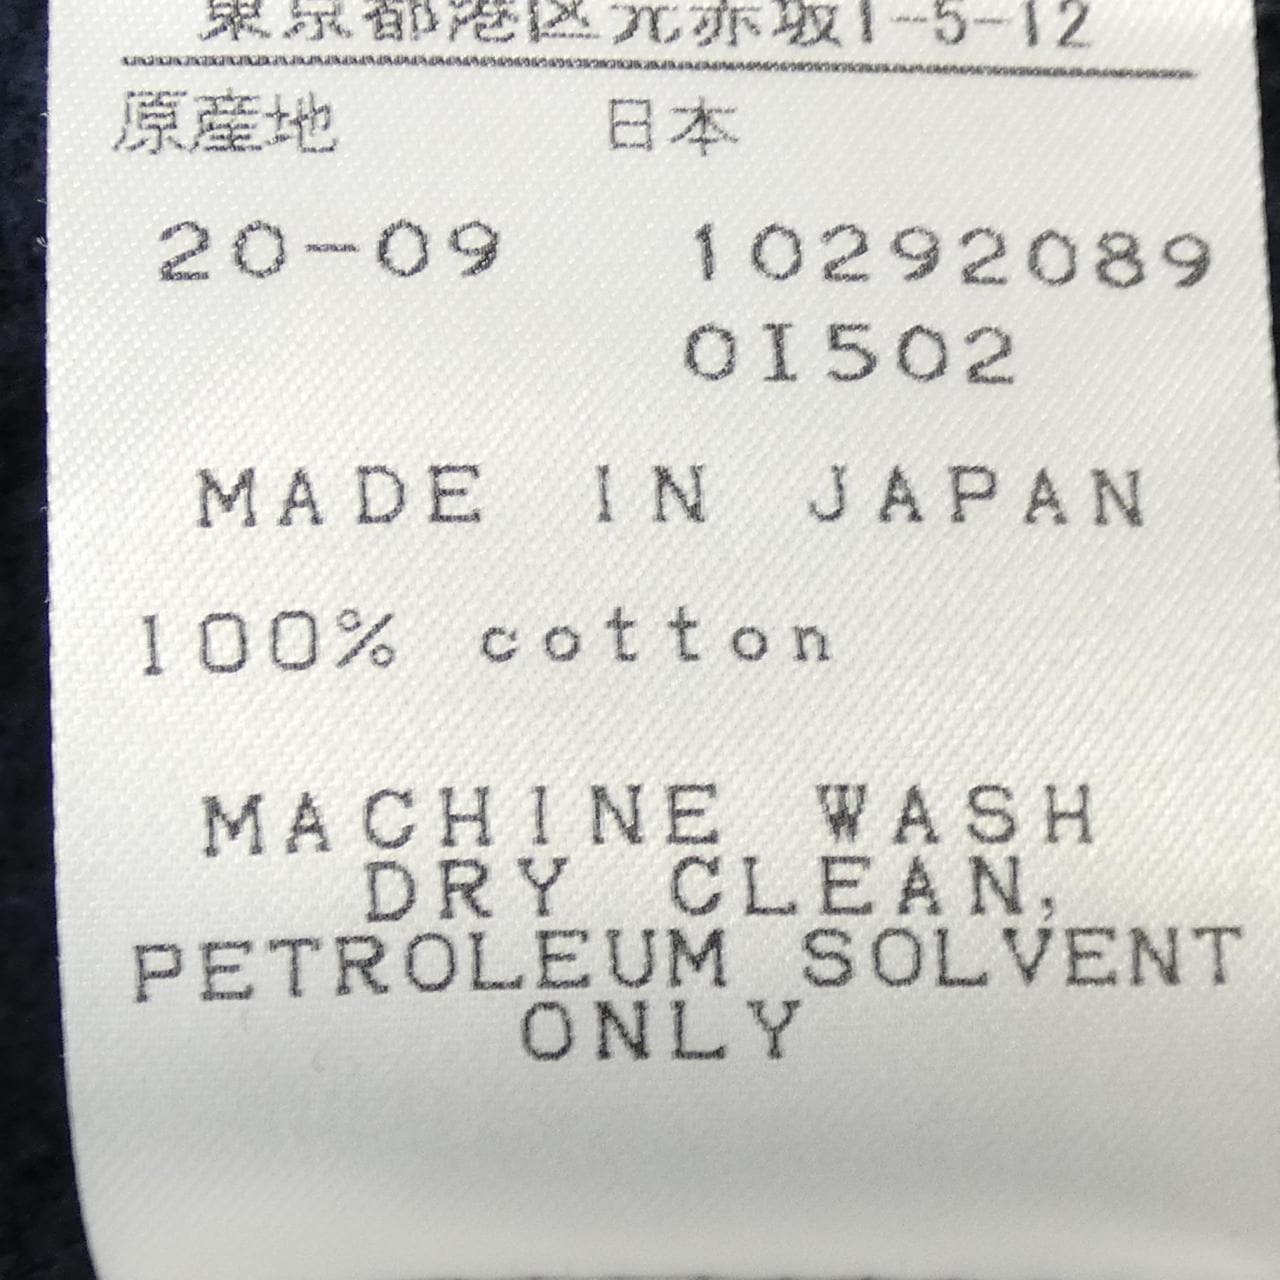 東京都港区元赤坂1-5-12
原産地 日本
20-09 10292089
01502
MADE IN JAPAN
100% cotton
MACHINE WASH
DRY CLEAN,
PETROLEUM SOLVENT
ONLY